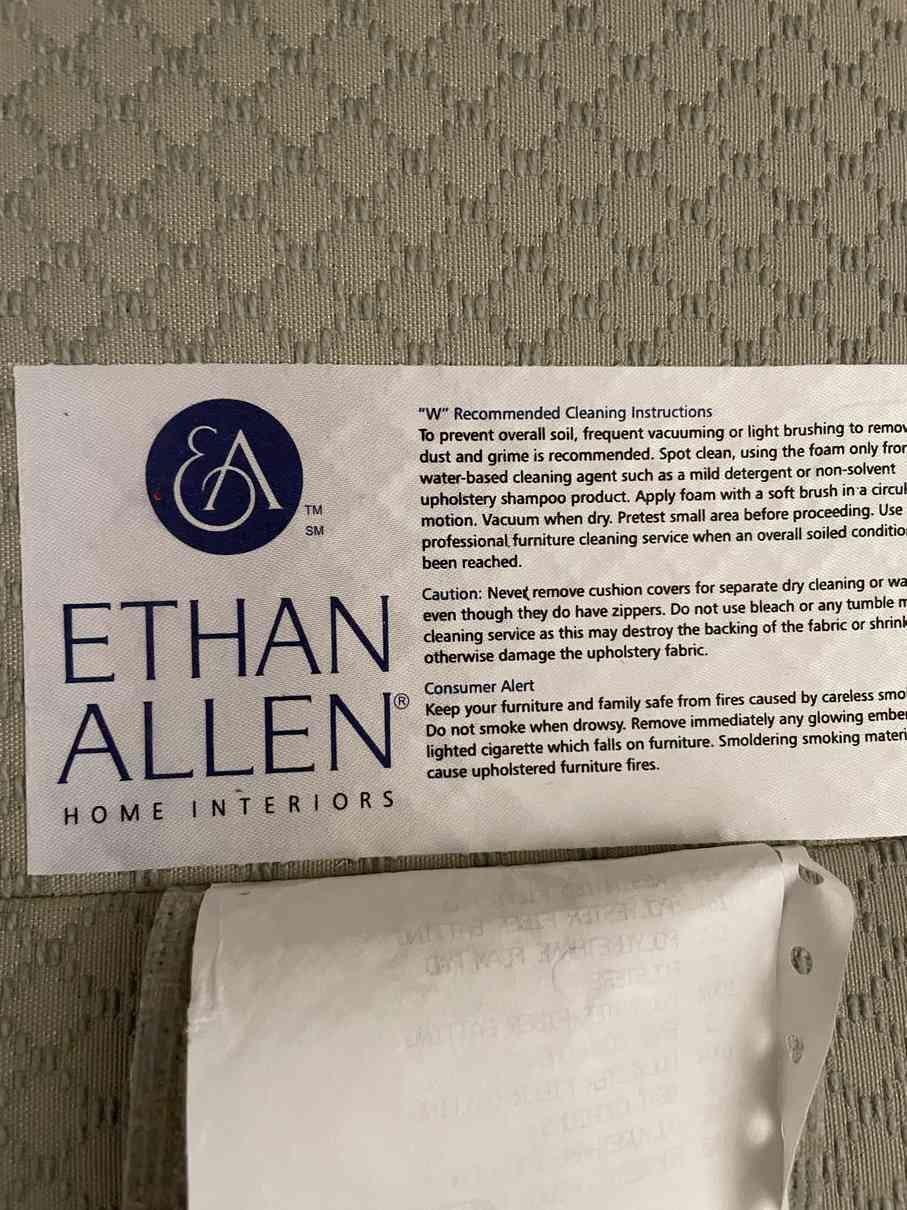 EA
TM
SM
ETHAN
ALLEN®
HOME INTERIORS
"W" Recommended Cleaning Instructions
To prevent overall soil, frequent vacuuming or light brushing to remov
dust and grime is recommended. Spot clean, using the foam only fro
water-based cleaning agent such as a mild detergent or non-solvent
upholstery shampoo product. Apply foam with a soft brush in a circul
motion. Vacuum when dry. Pretest small area before proceeding. Use
professional furniture cleaning service when an overall soiled conditio
been reached.
Caution: Never remove cushion covers for separate dry cleaning or wa
even though they do have zippers. Do not use bleach or any tumble m
cleaning service as this may destroy the backing of the fabric or shrink
otherwise damage the upholstery fabric.
Consumer Alert
Keep your furniture and family safe from fires caused by careless smo
Do not smoke when drowsy. Remove immediately any glowing ember
lighted cigarette which falls on furniture. Smoldering smoking materi
cause upholstered furniture fires.
POLYESTER FIBER BATTING
POLYURETHANE FOAM PAD